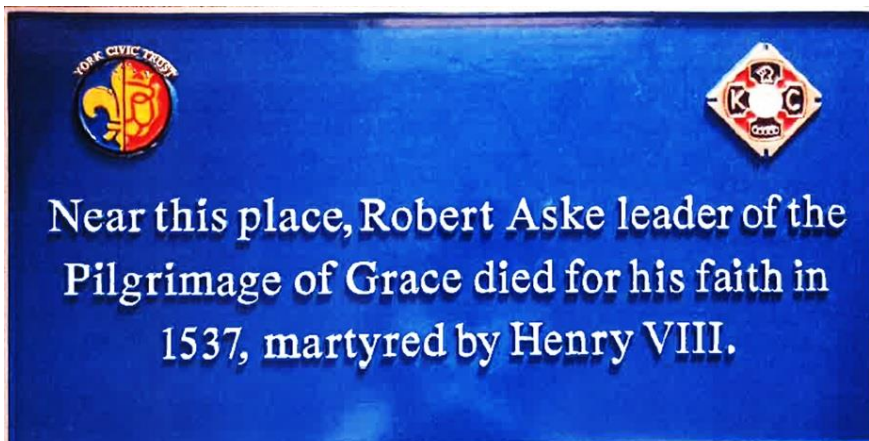 YORK CIVIC TRUST
K C
Near this place, Robert Aske leader of the
Pilgrimage of Grace died for his faith in
1537, martyred by Henry VIII.